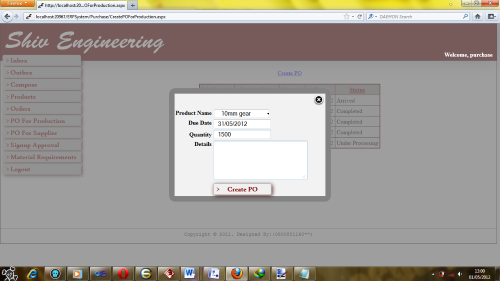 Firefox
http://localhost:20...OForProduction.aspx
localhost:20061/ERPSystem/Purchase/CreatePOForProduction.aspx
DAEMON Search
Shiv Engineering
Welcome, purchase
> Inbox
> Outbox
> Compose
> Products
> Orders
> PO For Production
> PO For Supplier
> Signup Approval
> Material Requirements
> Logout
Create PO
Status
Arrived
Completed
Completed
Completed
Under Processing
Product Name 10mm gear
Due Date 31/05/2012
Quantity 1500
Details
> Create PO
Copyright © 2011. Designed By:
13:00
01/05/2012